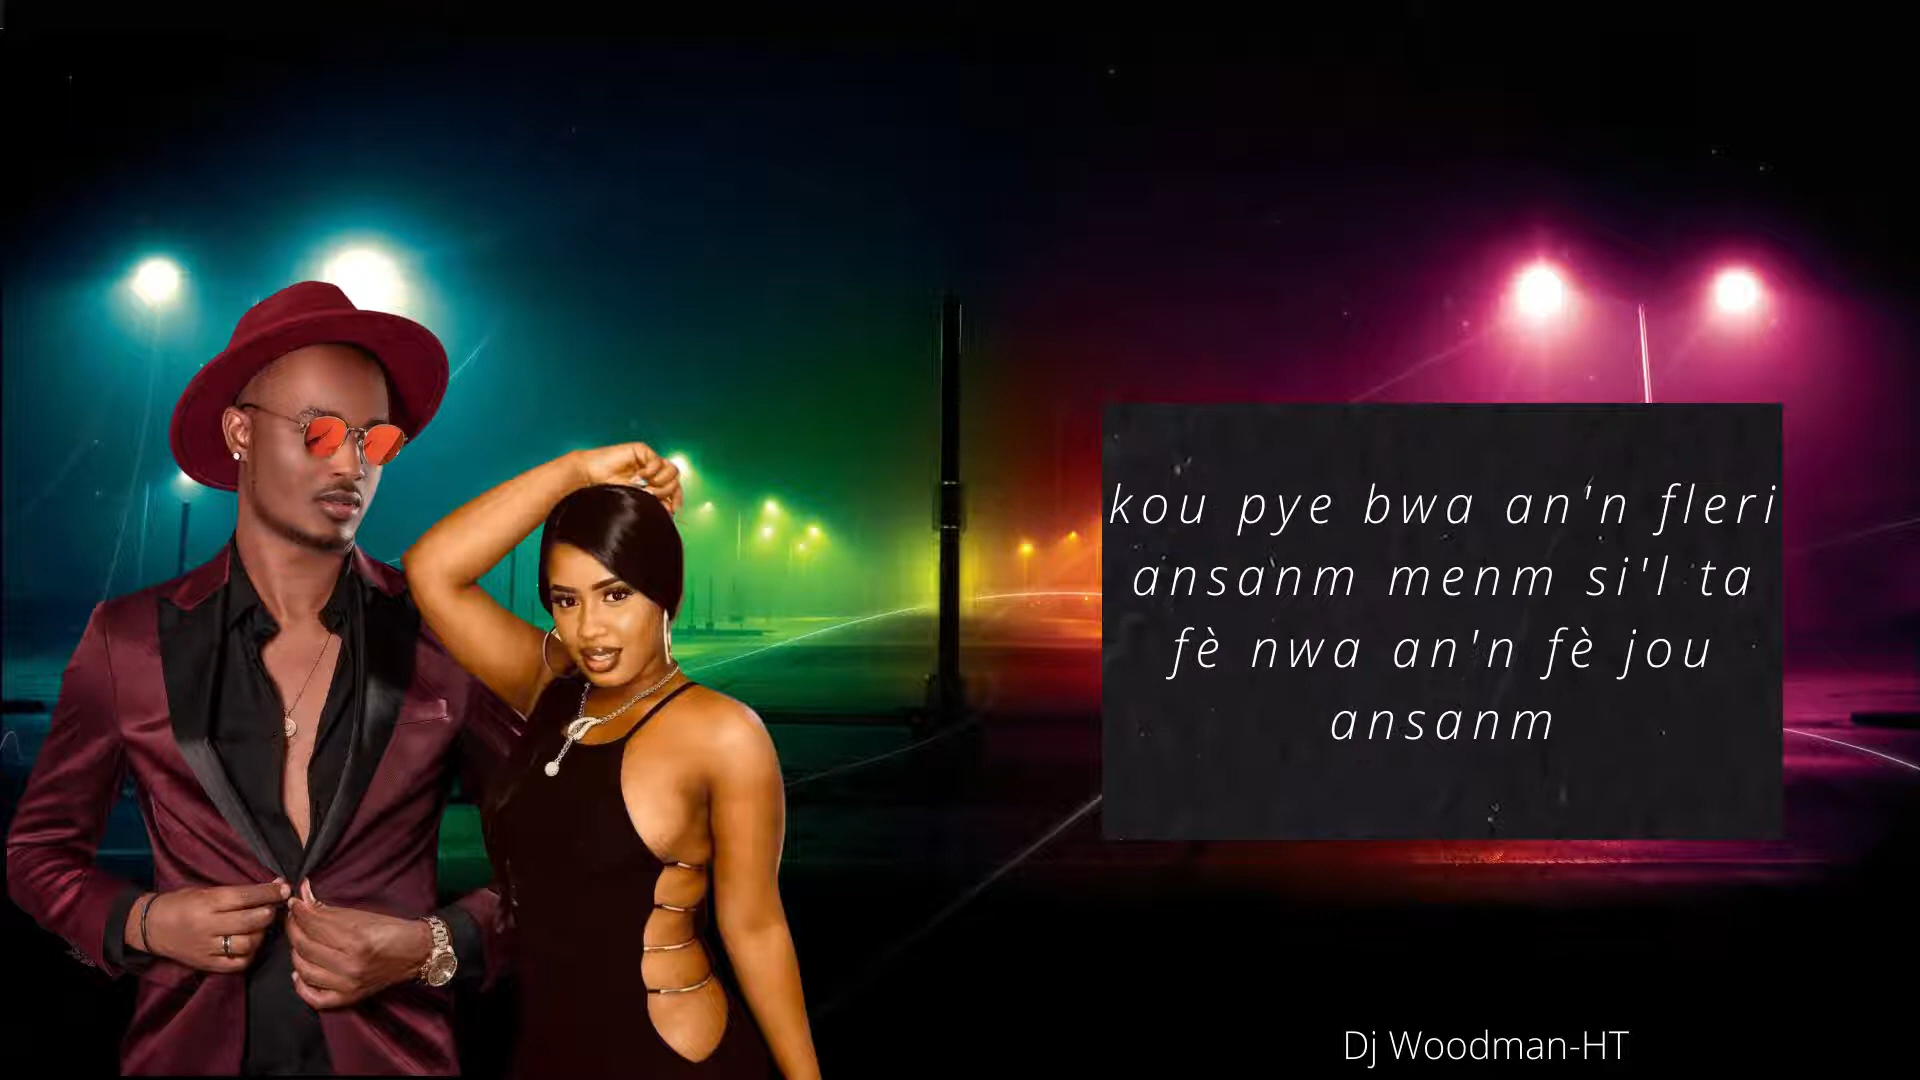 kou pye bwa an'n fleri
ansanm menm si'l ta
fè nwa an'n fè jou
ansanm
Dj Woodman-HT